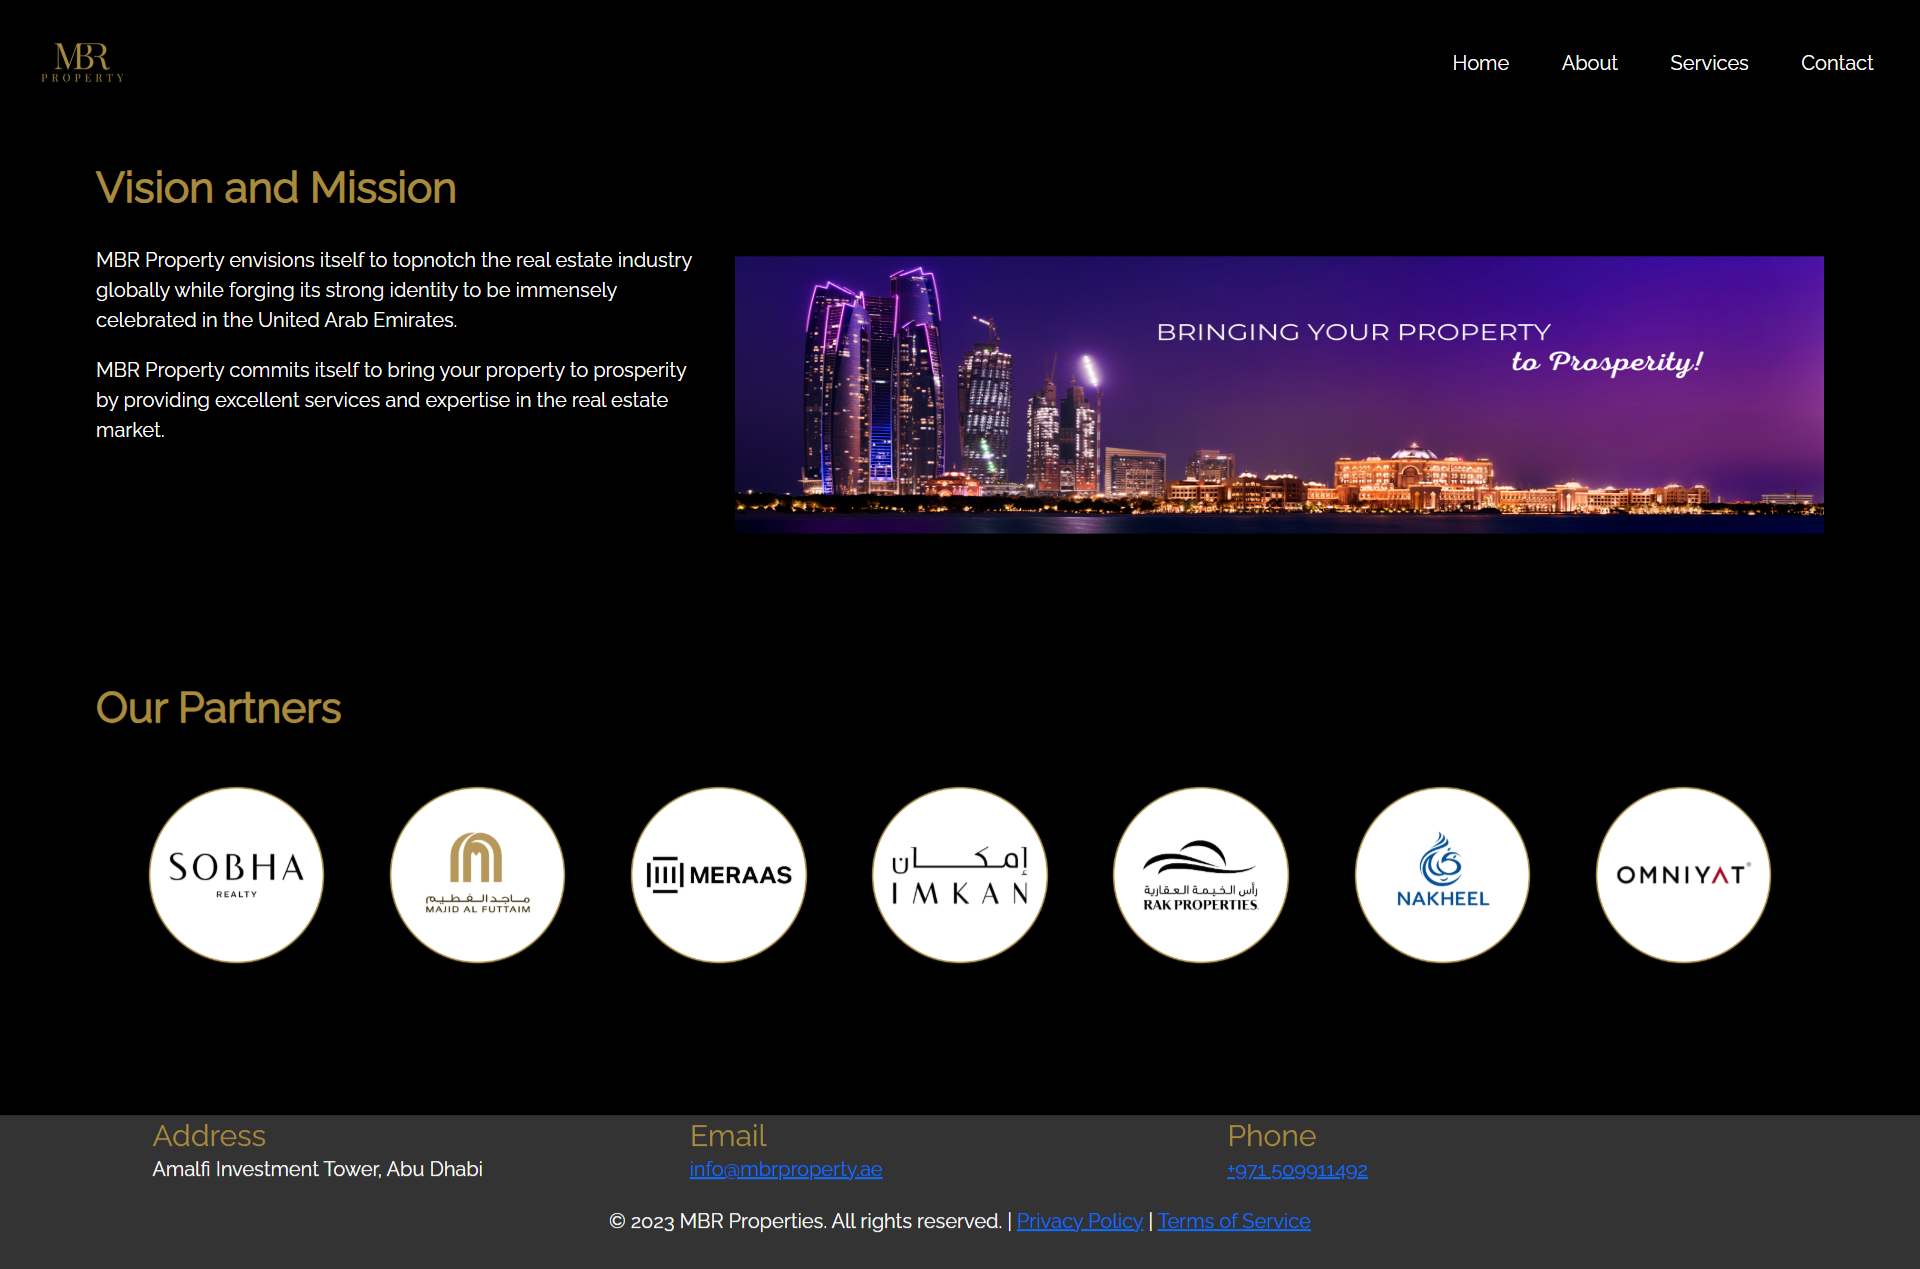 MBR
PROPERTY
Home
About
Services
Contact
Vision and Mission
MBR Property envisions itself to topnotch the real estate industry
globally while forging its strong identity to be immensely
celebrated in the United Arab Emirates.
MBR Property commits itself to bring your property to prosperity
by providing excellent services and expertise in the real estate
market.
BRINGING YOUR PROPERTY
to Prosperity!
Our Partners
SOBHA
REALTY
ماجد الفطيم
MAJID AL FUTTAIM
MERAAS
إمكان
IMKAN
رأس الخيمة العقارية
RAK PROPERTIES.
NAKHEEL
OMNIYAT
Address
Amalfi Investment Tower, Abu Dhabi
Email
info@mbrproperty.ae
Phone
+971 509911492
© 2023 MBR Properties. All rights reserved. | Privacy Policy | Terms of Service